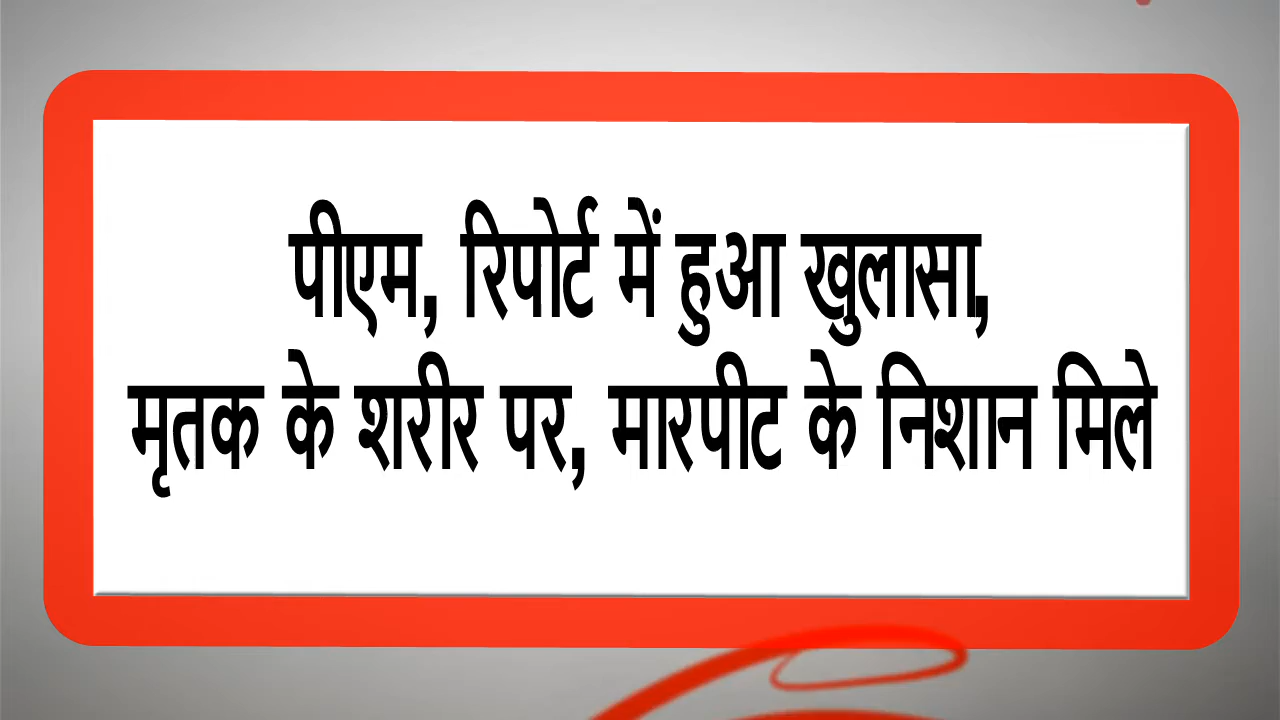 पीएम, रिपोर्ट में हुआ खुलासा,
मृतक के शरीर पर, मारपीट के निशान मिले